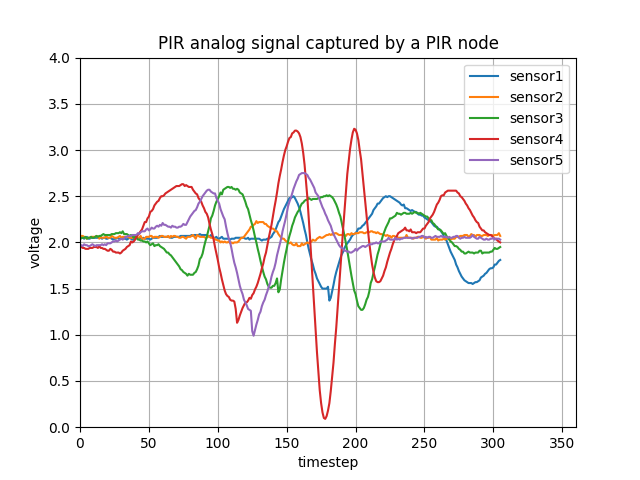 PIR analog signal captured by a PIR node
4.0
3.5
3.0
2.5
2.0
1.5
1.0
0.5
0.0
voltage
sensor1
sensor2
sensor3
sensor4
sensor5
0 50 100 150 200 250 300 350
timestep